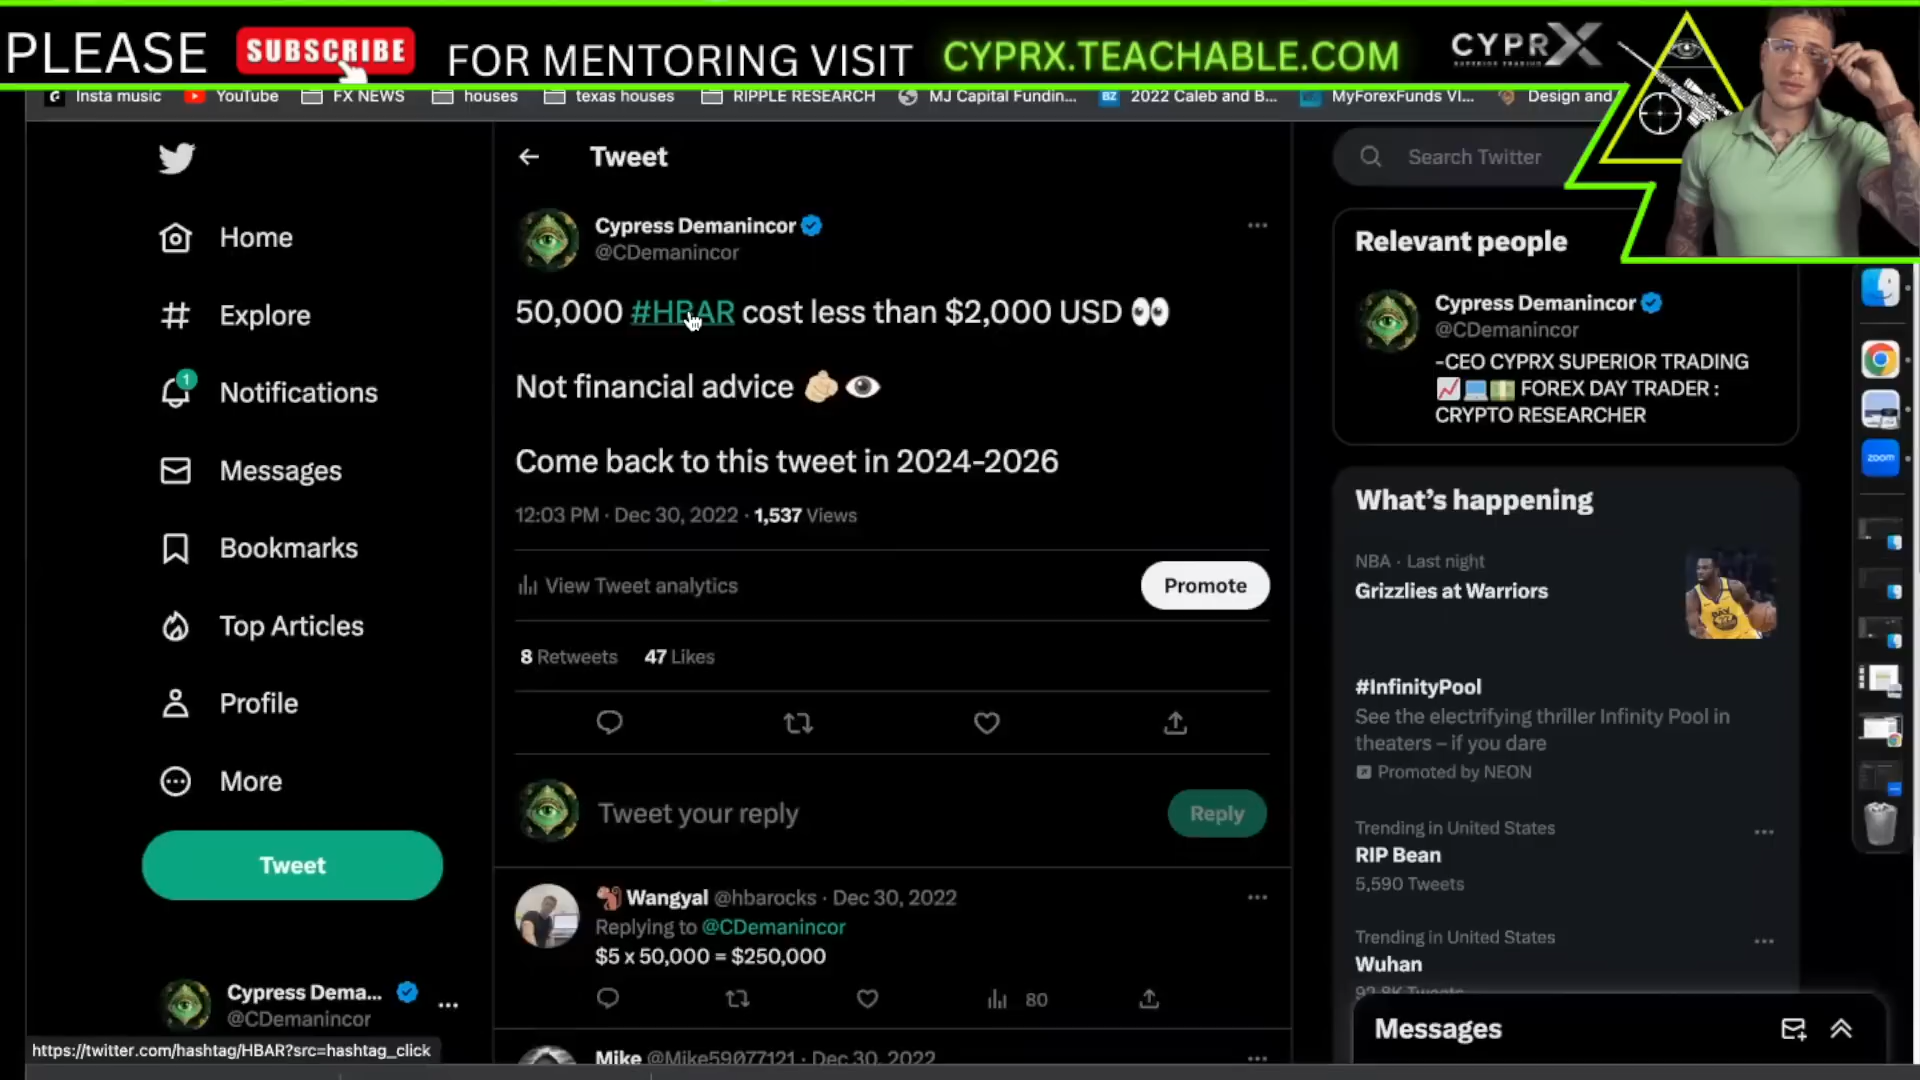 PLEASE SUBSCRIBE FOR MENTORING VISIT CYPRX.TEACHABLE.COM CYPRX
SUPERIOR TRADING
Insta music YouTube FX NEWS houses texas houses RIPPLE RESEARCH MJ Capital Fundin... 2022 Caleb and B... MyForexFunds VI... Design and
Tweet
Search Twitter
Home
Explore
1
Notifications
Messages
Bookmarks
Top Articles
Profile
More
Tweet
Cypress Dema...
@CDemanincor
https://twitter.com/hashtag/HBAR?src=hashtag_click
Cypress Demanincor
@CDemanincor
50,000 #HBAR cost less than $2,000 USD 👀
Not financial advice 🫵🏻👁
Come back to this tweet in 2024-2026
12:03 PM · Dec 30, 2022 · 1,537 Views
View Tweet analytics
Promote
8 Retweets 47 Likes
Tweet your reply
Reply
Wangyal @hbarocks · Dec 30, 2022
Replying to @CDemanincor
$5 x 50,000 = $250,000
80
Mike @Mike59077121 · Dec 30, 2022
Relevant people
Cypress Demanincor
@CDemanincor
-CEO CYPRX SUPERIOR TRADING
📈💻💵 FOREX DAY TRADER :
CRYPTO RESEARCHER
What's happening
NBA · Last night
Grizzlies at Warriors
#InfinityPool
See the electrifying thriller Infinity Pool in
theaters – if you dare
Promoted by NEON
Trending in United States
RIP Bean
5,590 Tweets
Trending in United States
Wuhan
92.8K Tweets
Messages
zoom